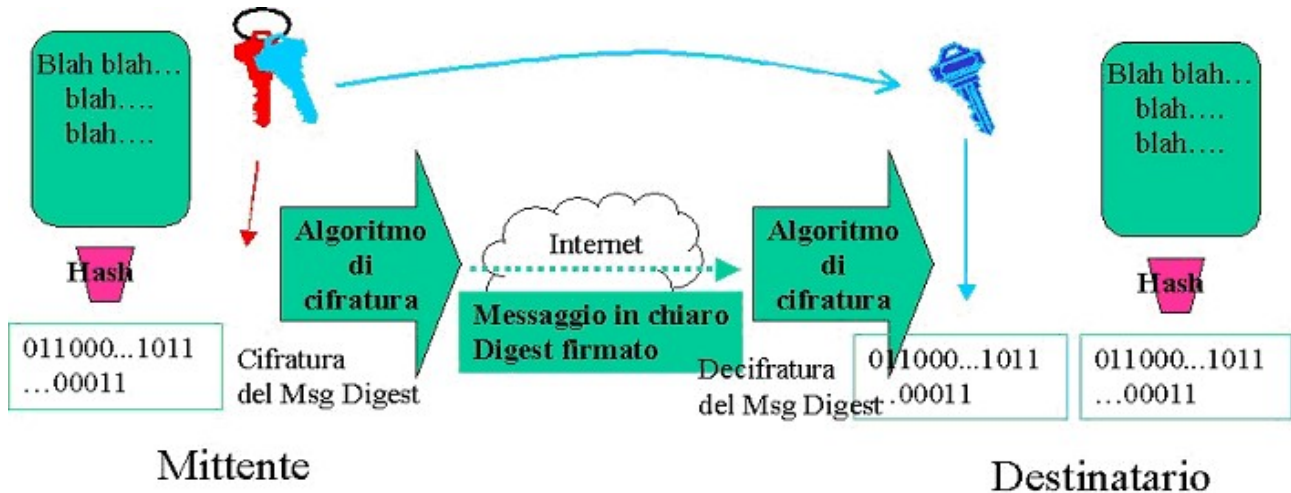 Blah blah…
blah….
blah….
Hash
011000...1011
…00011
Cifratura
del Msg Digest
Algoritmo
di
cifratura
Internet
Messaggio in chiaro
Digest firmato
Algoritmo
di
cifratura
Decifratura
del Msg Digest
011000...1011
…00011
Blah blah…
blah….
blah….
Hash
011000...1011
…00011
Mittente
Destinatario